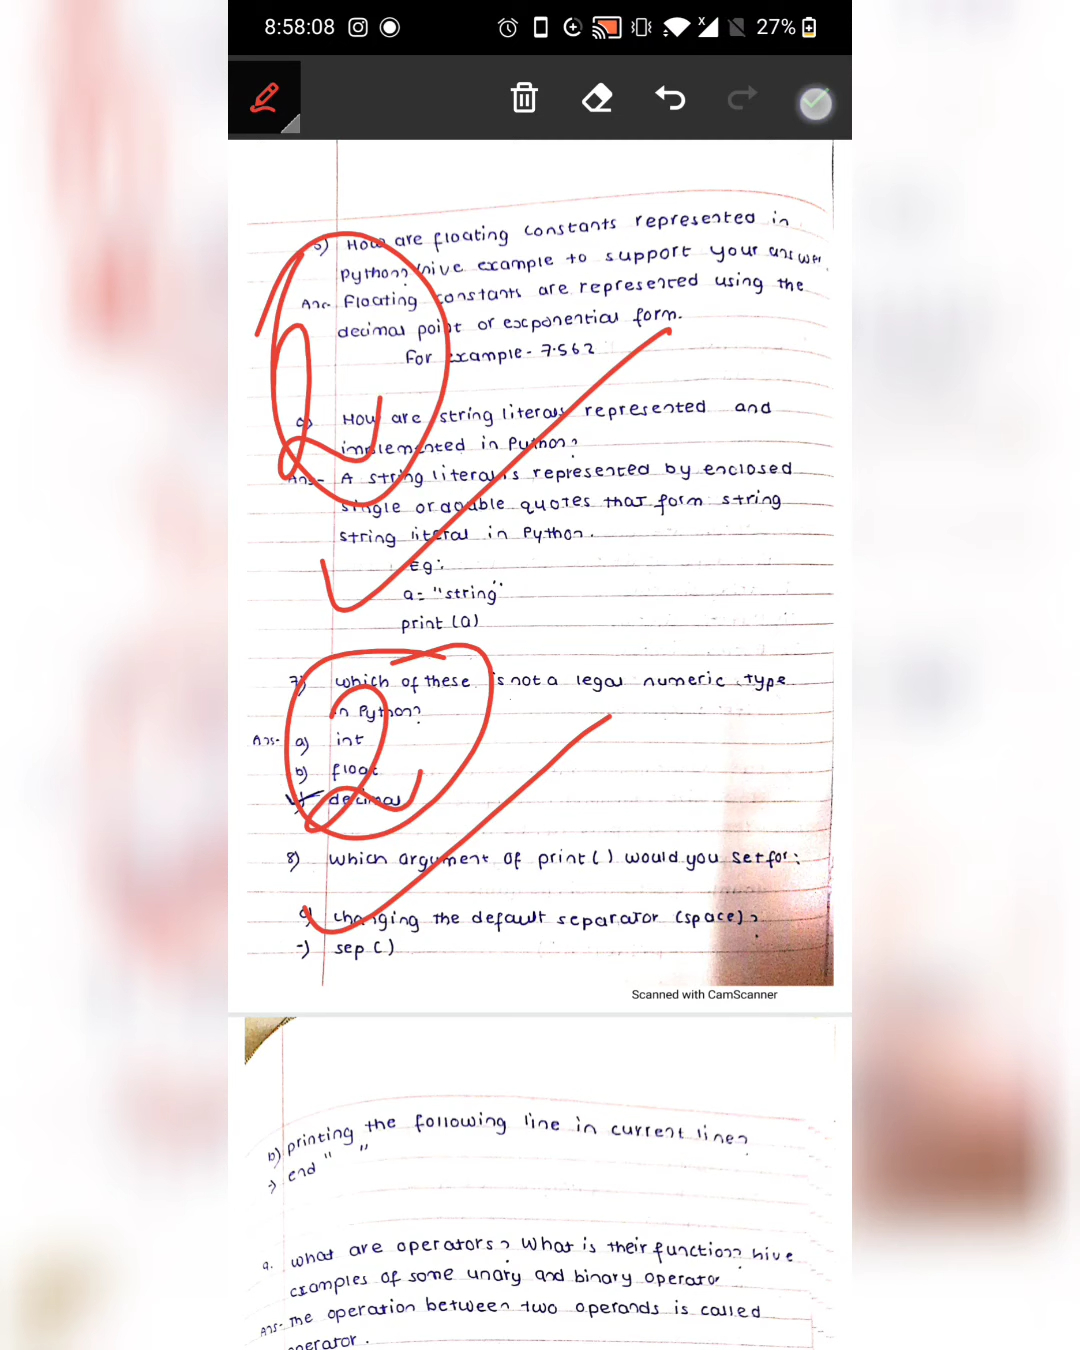 8:58:08
27%
5) How are floating constants represented in
Python? Give example to support your answer.
Ans- Floating constants are represented using the
decimal point or exponential form.
For example - 7.562
6) How are string literals represented and
implemented in Python?
Ans- A string literal is represented by enclosed
single or double quotes that form string
string literal in Python.
Eg:
a = "string"
print (a)
7) which of these is not a legal numeric type
in Python?
Ans- a) int
b) float
decimal
8) which argument of print() would you set for:
a) changing the default separator (space)?
-) sep ()
Scanned with CamScanner
b) printing the following line in current line?
-) end " "
9. What are operators? What is their function? Give
examples of some unary and binary operator
Ans- The operation between two operands is called
operator.
2
2